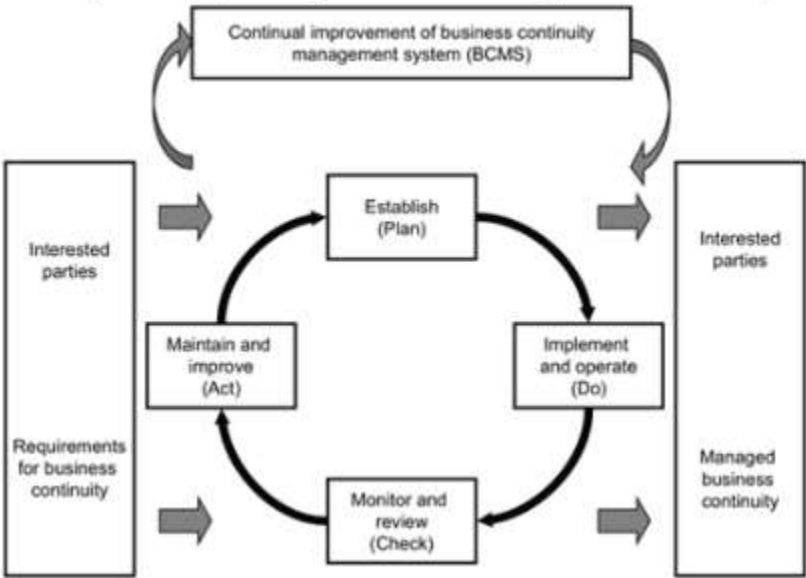 Continual improvement of business continuity
management system (BCMS)
Establish
(Plan)
Interested
parties
Interested
parties
Maintain and
improve
(Act)
Implement
and operate
(Do)
Requirements
for business
continuity
Managed
business
continuity
Monitor and
review
(Check)